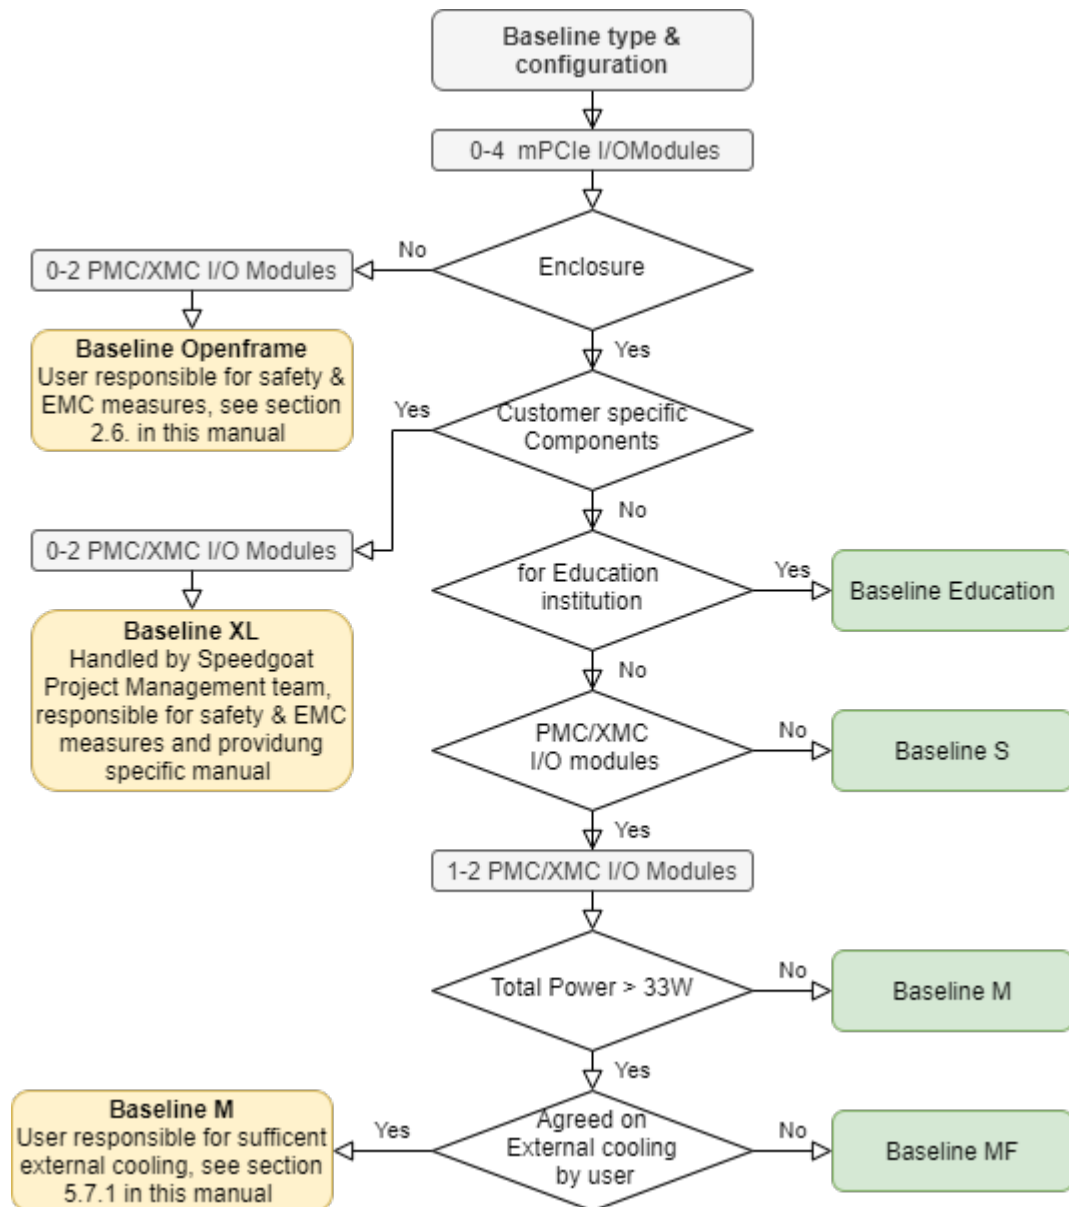 Baseline type &
configuration
0-4 mPCIe I/OModules
Enclosure
No
0-2 PMC/XMC I/O Modules
Baseline Openframe
User responsible for safety &
EMC measures, see section
2.6. in this manual
Yes
Customer specific
Components
Yes
0-2 PMC/XMC I/O Modules
Baseline XL
Handled by Speedgoat
Project Management team,
responsible for safety & EMC
measures and providung
specific manual
No
for Education
institution
Yes
Baseline Education
No
PMC/XMC
I/O modules
No
Baseline S
Yes
1-2 PMC/XMC I/O Modules
Total Power > 33W
No
Baseline M
Yes
Agreed on
External cooling
by user
Yes
Baseline M
User responsible for sufficent
external cooling, see section
5.7.1 in this manual
No
Baseline MF